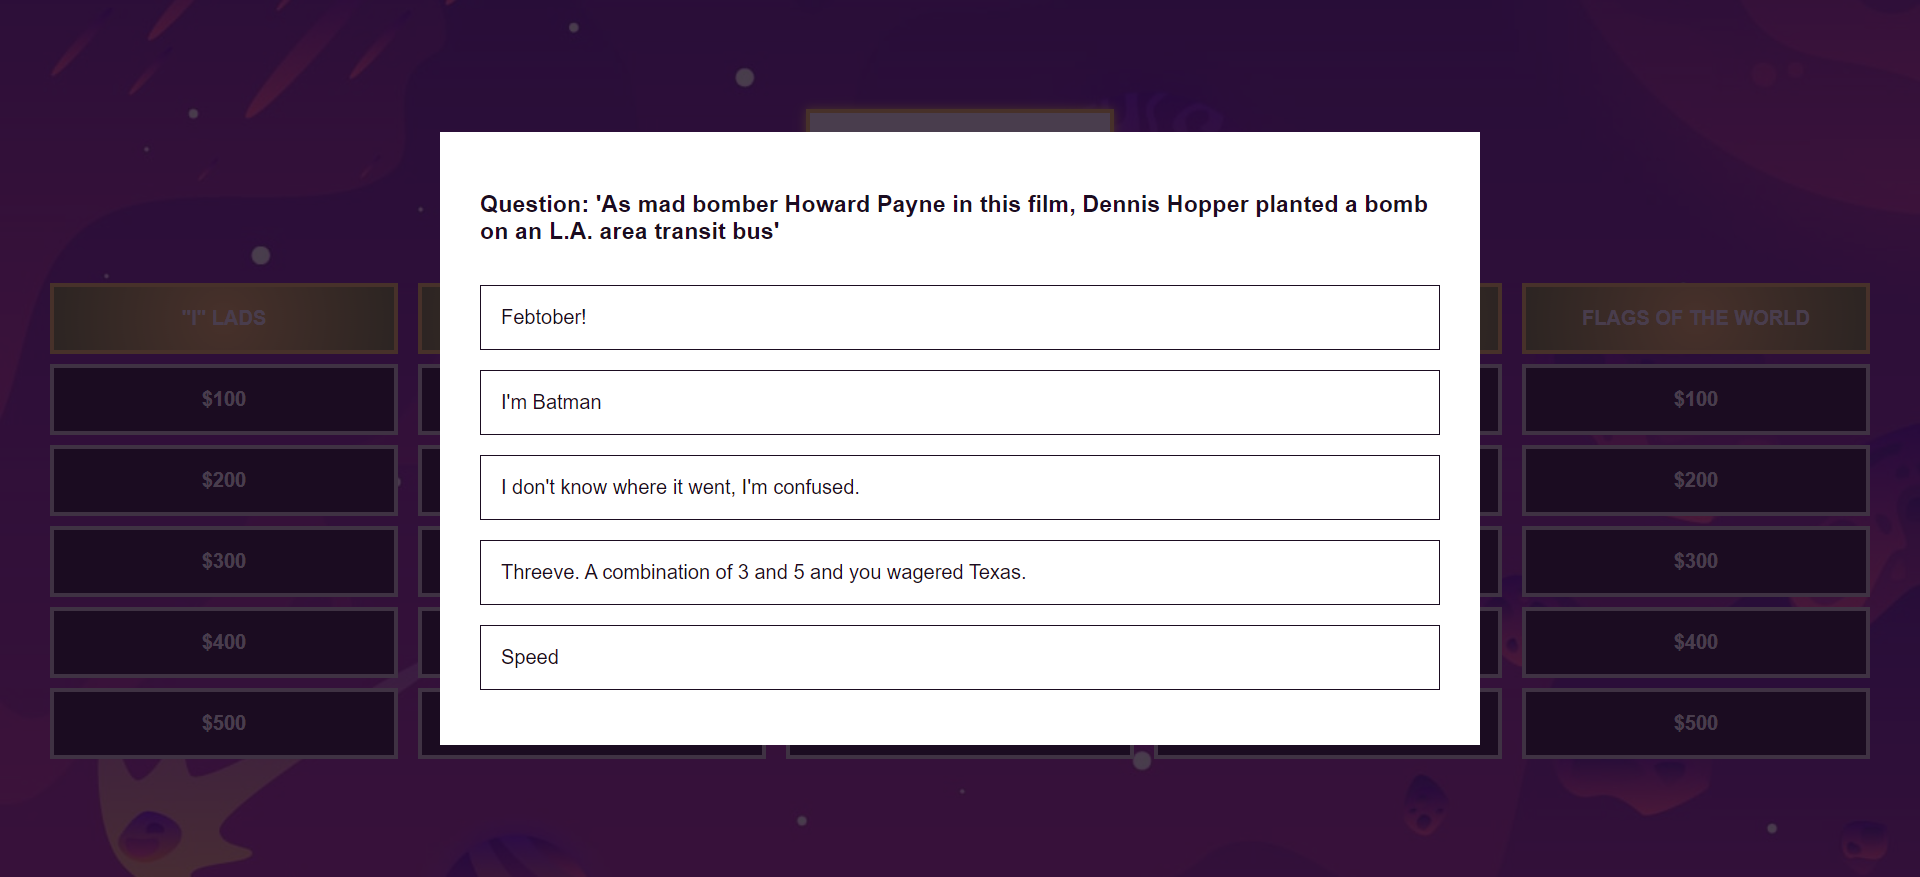 Question: 'As mad bomber Howard Payne in this film, Dennis Hopper planted a bomb
on an L.A. area transit bus'
Febtober!
I'm Batman
I don't know where it went, I'm confused.
Threeve. A combination of 3 and 5 and you wagered Texas.
Speed
"I" LADS
$100
$200
$300
$400
$500
FLAGS OF THE WORLD
$100
$200
$300
$400
$500